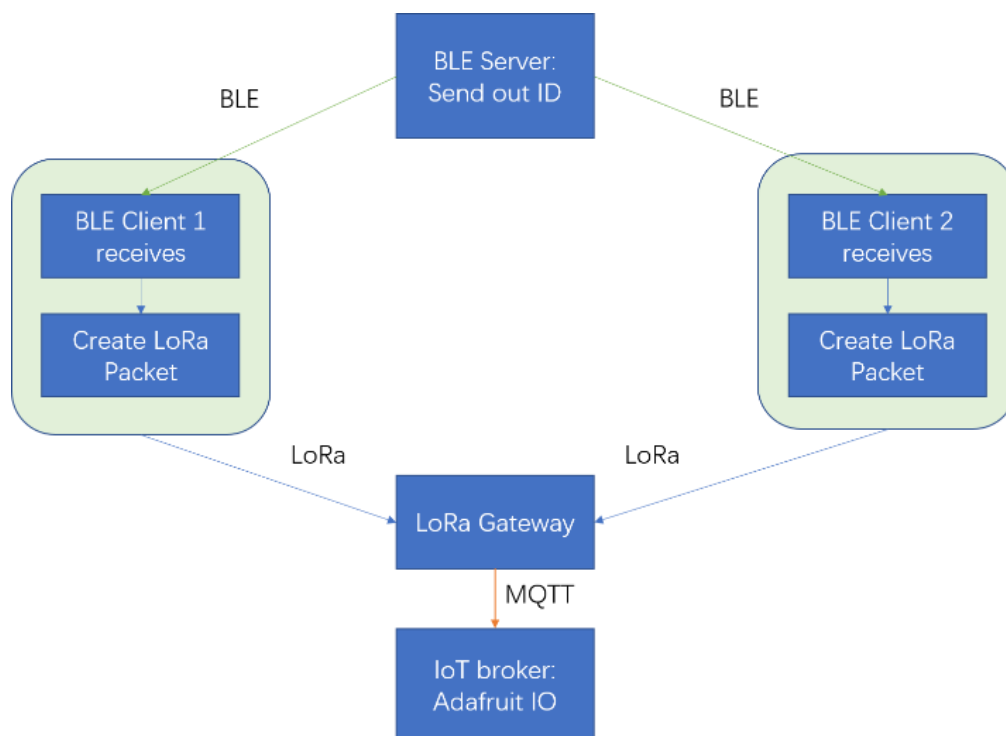 BLE Server:
Send out ID
BLE
BLE
BLE Client 1
receives
BLE Client 2
receives
Create LoRa
Packet
Create LoRa
Packet
LoRa
LoRa
LoRa Gateway
MQTT
IoT broker:
Adafruit IO